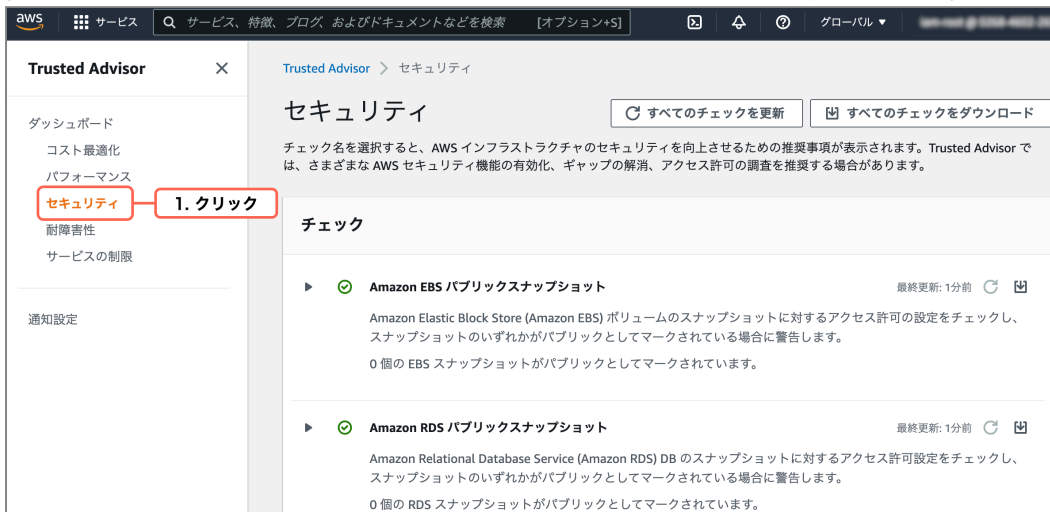 aws
サービス
サービス、特徴、ブログ、およびドキュメントなどを検索
[オプション+S]
グローバル ▼
Trusted Advisor
ダッシュボード
コスト最適化
パフォーマンス
セキュリティ
1. クリック
耐障害性
サービスの制限
通知設定
Trusted Advisor > セキュリティ
セキュリティ
すべてのチェックを更新
すべてのチェックをダウンロード
チェック名を選択すると、AWS インフラストラクチャのセキュリティを向上させるための推奨事項が表示されます。Trusted Advisor で
は、さまざまな AWS セキュリティ機能の有効化、ギャップの解消、アクセス許可の調査を推奨する場合があります。
チェック
Amazon EBS パブリックスナップショット
最終更新: 1分前
Amazon Elastic Block Store (Amazon EBS) ボリュームのスナップショットに対するアクセス許可の設定をチェックし、
スナップショットのいずれかがパブリックとしてマークされている場合に警告します。
0 個の EBS スナップショットがパブリックとしてマークされています。
Amazon RDS パブリックスナップショット
最終更新: 1分前
Amazon Relational Database Service (Amazon RDS) DB のスナップショットに対するアクセス許可設定をチェックし、
スナップショットのいずれかがパブリックとしてマークされている場合に警告します。
0 個の RDS スナップショットがパブリックとしてマークされています。